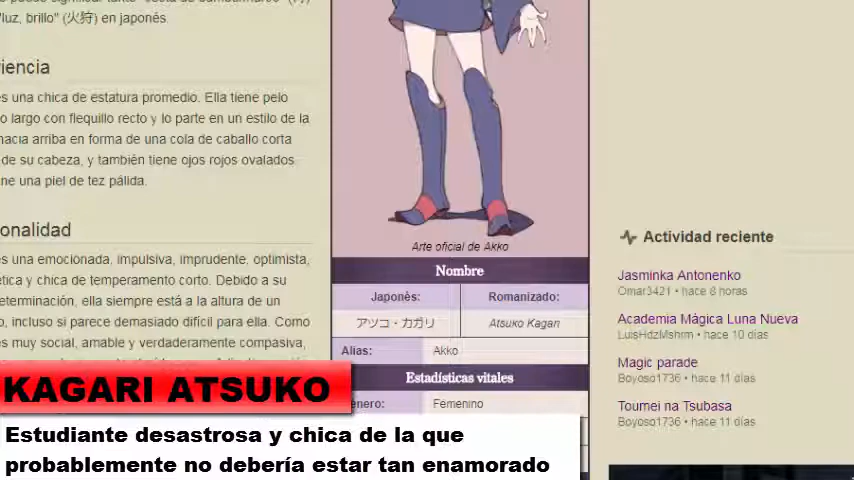 "luz, brillo" (火狩) en japonés.
iencia
es una chica de estatura promedio. Ella tiene pelo
o largo con flequillo recto y lo parte en un estilo de la
hacia arriba en forma de una cola de caballo corta
de su cabeza, y también tiene ojos rojos ovalados.
ne una piel de tez pálida.
onalidad
es una emocionada, impulsiva, imprudente, optimista,
ética y chica de temperamento corto. Debido a su
eterminación, ella siempre está a la altura de un
o, incluso si parece demasiado difícil para ella. Como
es muy social, amable y verdaderamente compasiva,
Arte oficial de Akko
Nombre
Japonés:
Romanizado:
アツコ・カガリ
Atsuko Kagari
Alias:
Akko
Estadísticas vitales
énero:
Femenino
Actividad reciente
Jasminka Antonenko
Omar3421 • hace 8 horas
Academia Mágica Luna Nueva
LuisHdzMshrm • hace 10 días
Magic parade
Boyoso1736 • hace 11 días
Toumei na Tsubasa
Boyoso1736 • hace 11 días
KAGARI ATSUKO
Estudiante desastrosa y chica de la que
probablemente no debería estar tan enamorado